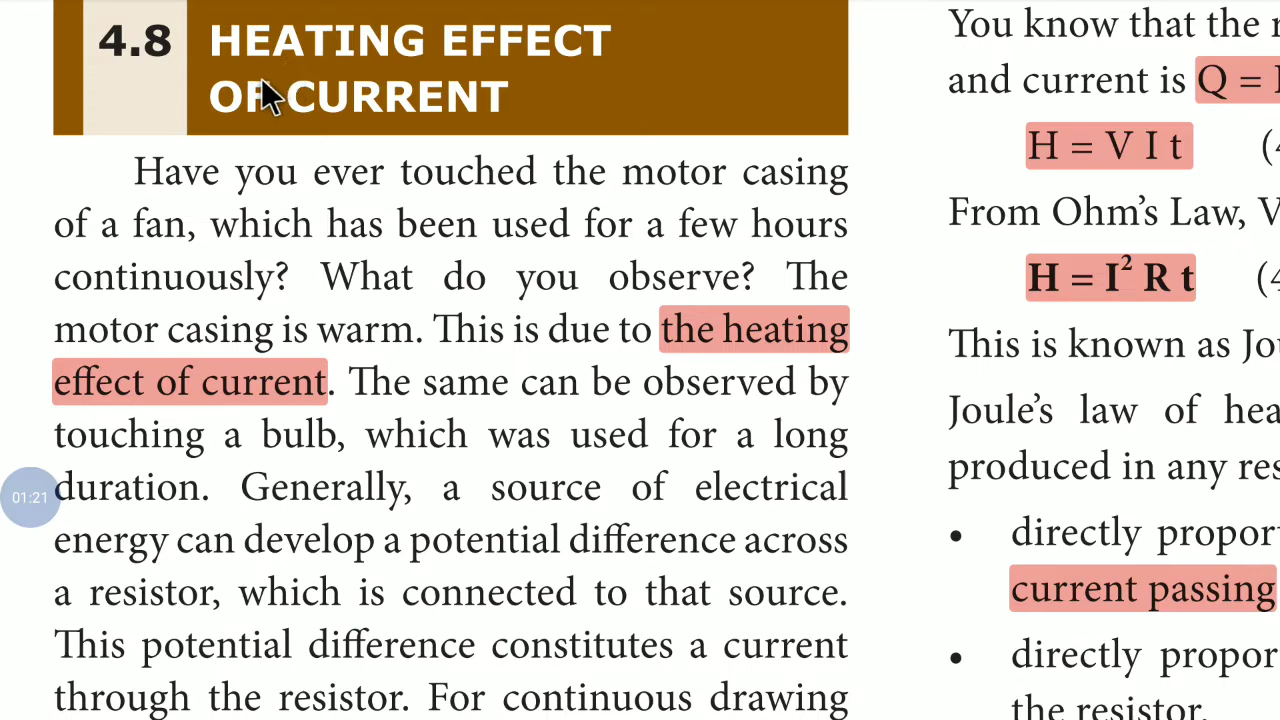 4.8 HEATING EFFECT
OF CURRENT
Have you ever touched the motor casing
of a fan, which has been used for a few hours
continuously? What do you observe? The
motor casing is warm. This is due to the heating
effect of current. The same can be observed by
touching a bulb, which was used for a long
duration. Generally, a source of electrical
energy can develop a potential difference across
a resistor, which is connected to that source.
This potential difference constitutes a current
through the resistor. For continuous drawing
01:21
You know that the
and current is Q =
H = V I t (4
From Ohm's Law, V
H = I² R t (4
This is known as
Joule's law of
produced in any
• directly
current passing
• directly
the resistor.